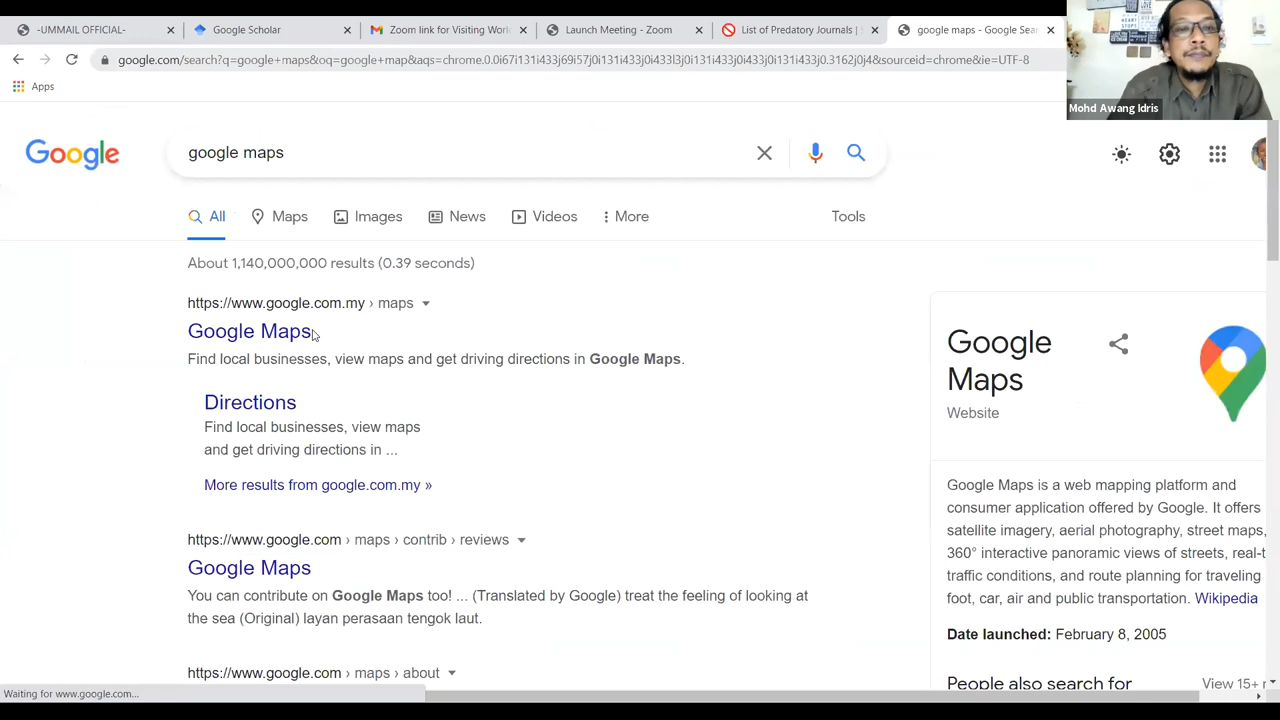 -UMMAIL OFFICIAL-
Google Scholar
Zoom link for Visiting Work
Launch Meeting - Zoom
List of Predatory Journals
google maps - Google Sea
google.com/search?q=google+maps&oq=google+map&aqs=chrome.0.0i67i131i433j69i57j0i131i433j0i433l3j0i131i433j0i433j0i131i433j0.3162j0j4&sourceid=chrome&ie=UTF-8
Apps
Mohd Awang Idris
Google
google maps
All
Maps
Images
News
Videos
More
Tools
About 1,140,000,000 results (0.39 seconds)
https://www.google.com.my › maps
Google Maps
Find local businesses, view maps and get driving directions in Google Maps.
Directions
Find local businesses, view maps
and get driving directions in ...
More results from google.com.my »
https://www.google.com › maps › contrib › reviews
Google Maps
You can contribute on Google Maps too! ... (Translated by Google) treat the feeling of looking at
the sea (Original) layan perasaan tengok laut.
https://www.google.com › maps › about
Google
Maps
Website
Google Maps is a web mapping platform and
consumer application offered by Google. It offers
satellite imagery, aerial photography, street maps,
360° interactive panoramic views of streets, real-t
traffic conditions, and route planning for traveling
foot, car, air and public transportation. Wikipedia
Date launched: February 8, 2005
People also search for
View 15+
Waiting for www.google.com...